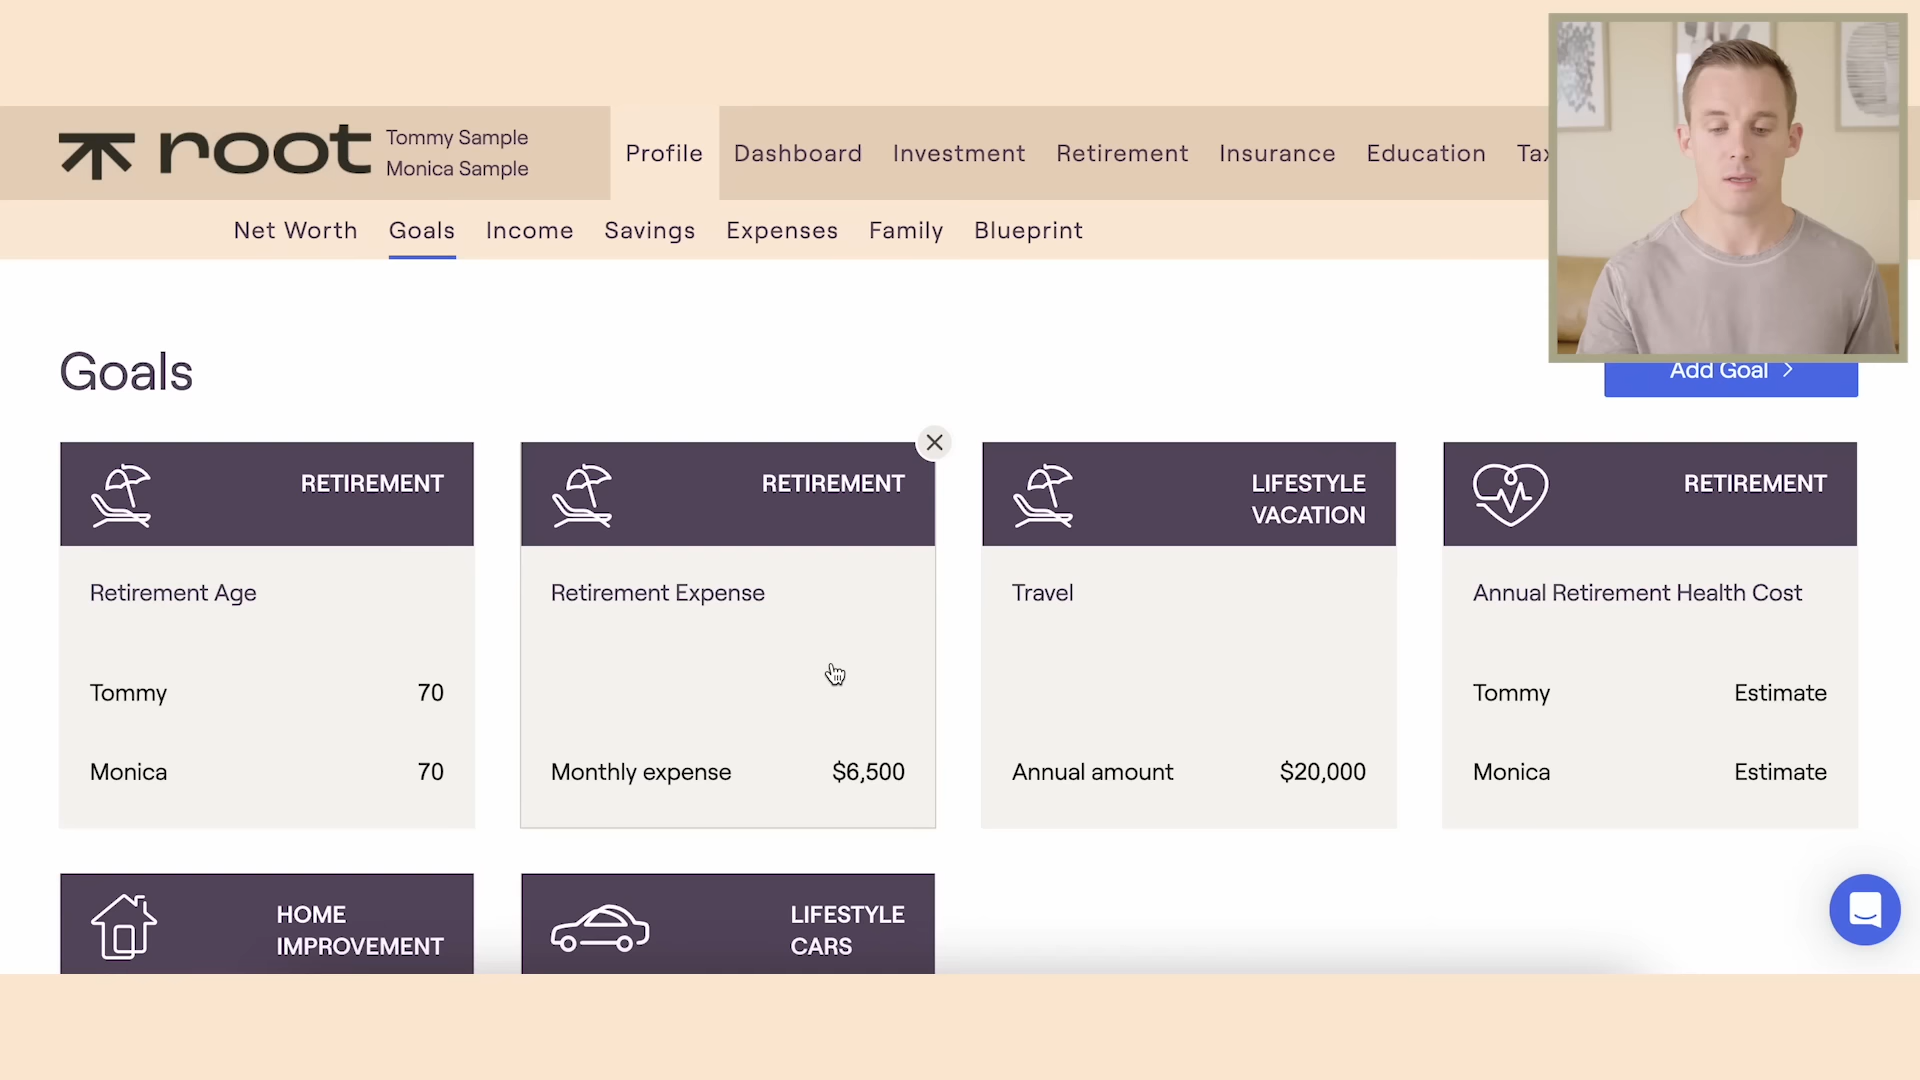 root
Tommy Sample
Monica Sample
Profile
Dashboard
Investment
Retirement
Insurance
Education
Tax
Net Worth
Goals
Income
Savings
Expenses
Family
Blueprint
Goals
Add Goal
RETIREMENT
Retirement Age
Tommy 70
Monica 70
RETIREMENT
Retirement Expense
Monthly expense $6,500
LIFESTYLE
VACATION
Travel
Annual amount $20,000
RETIREMENT
Annual Retirement Health Cost
Tommy Estimate
Monica Estimate
HOME
IMPROVEMENT
LIFESTYLE
CARS